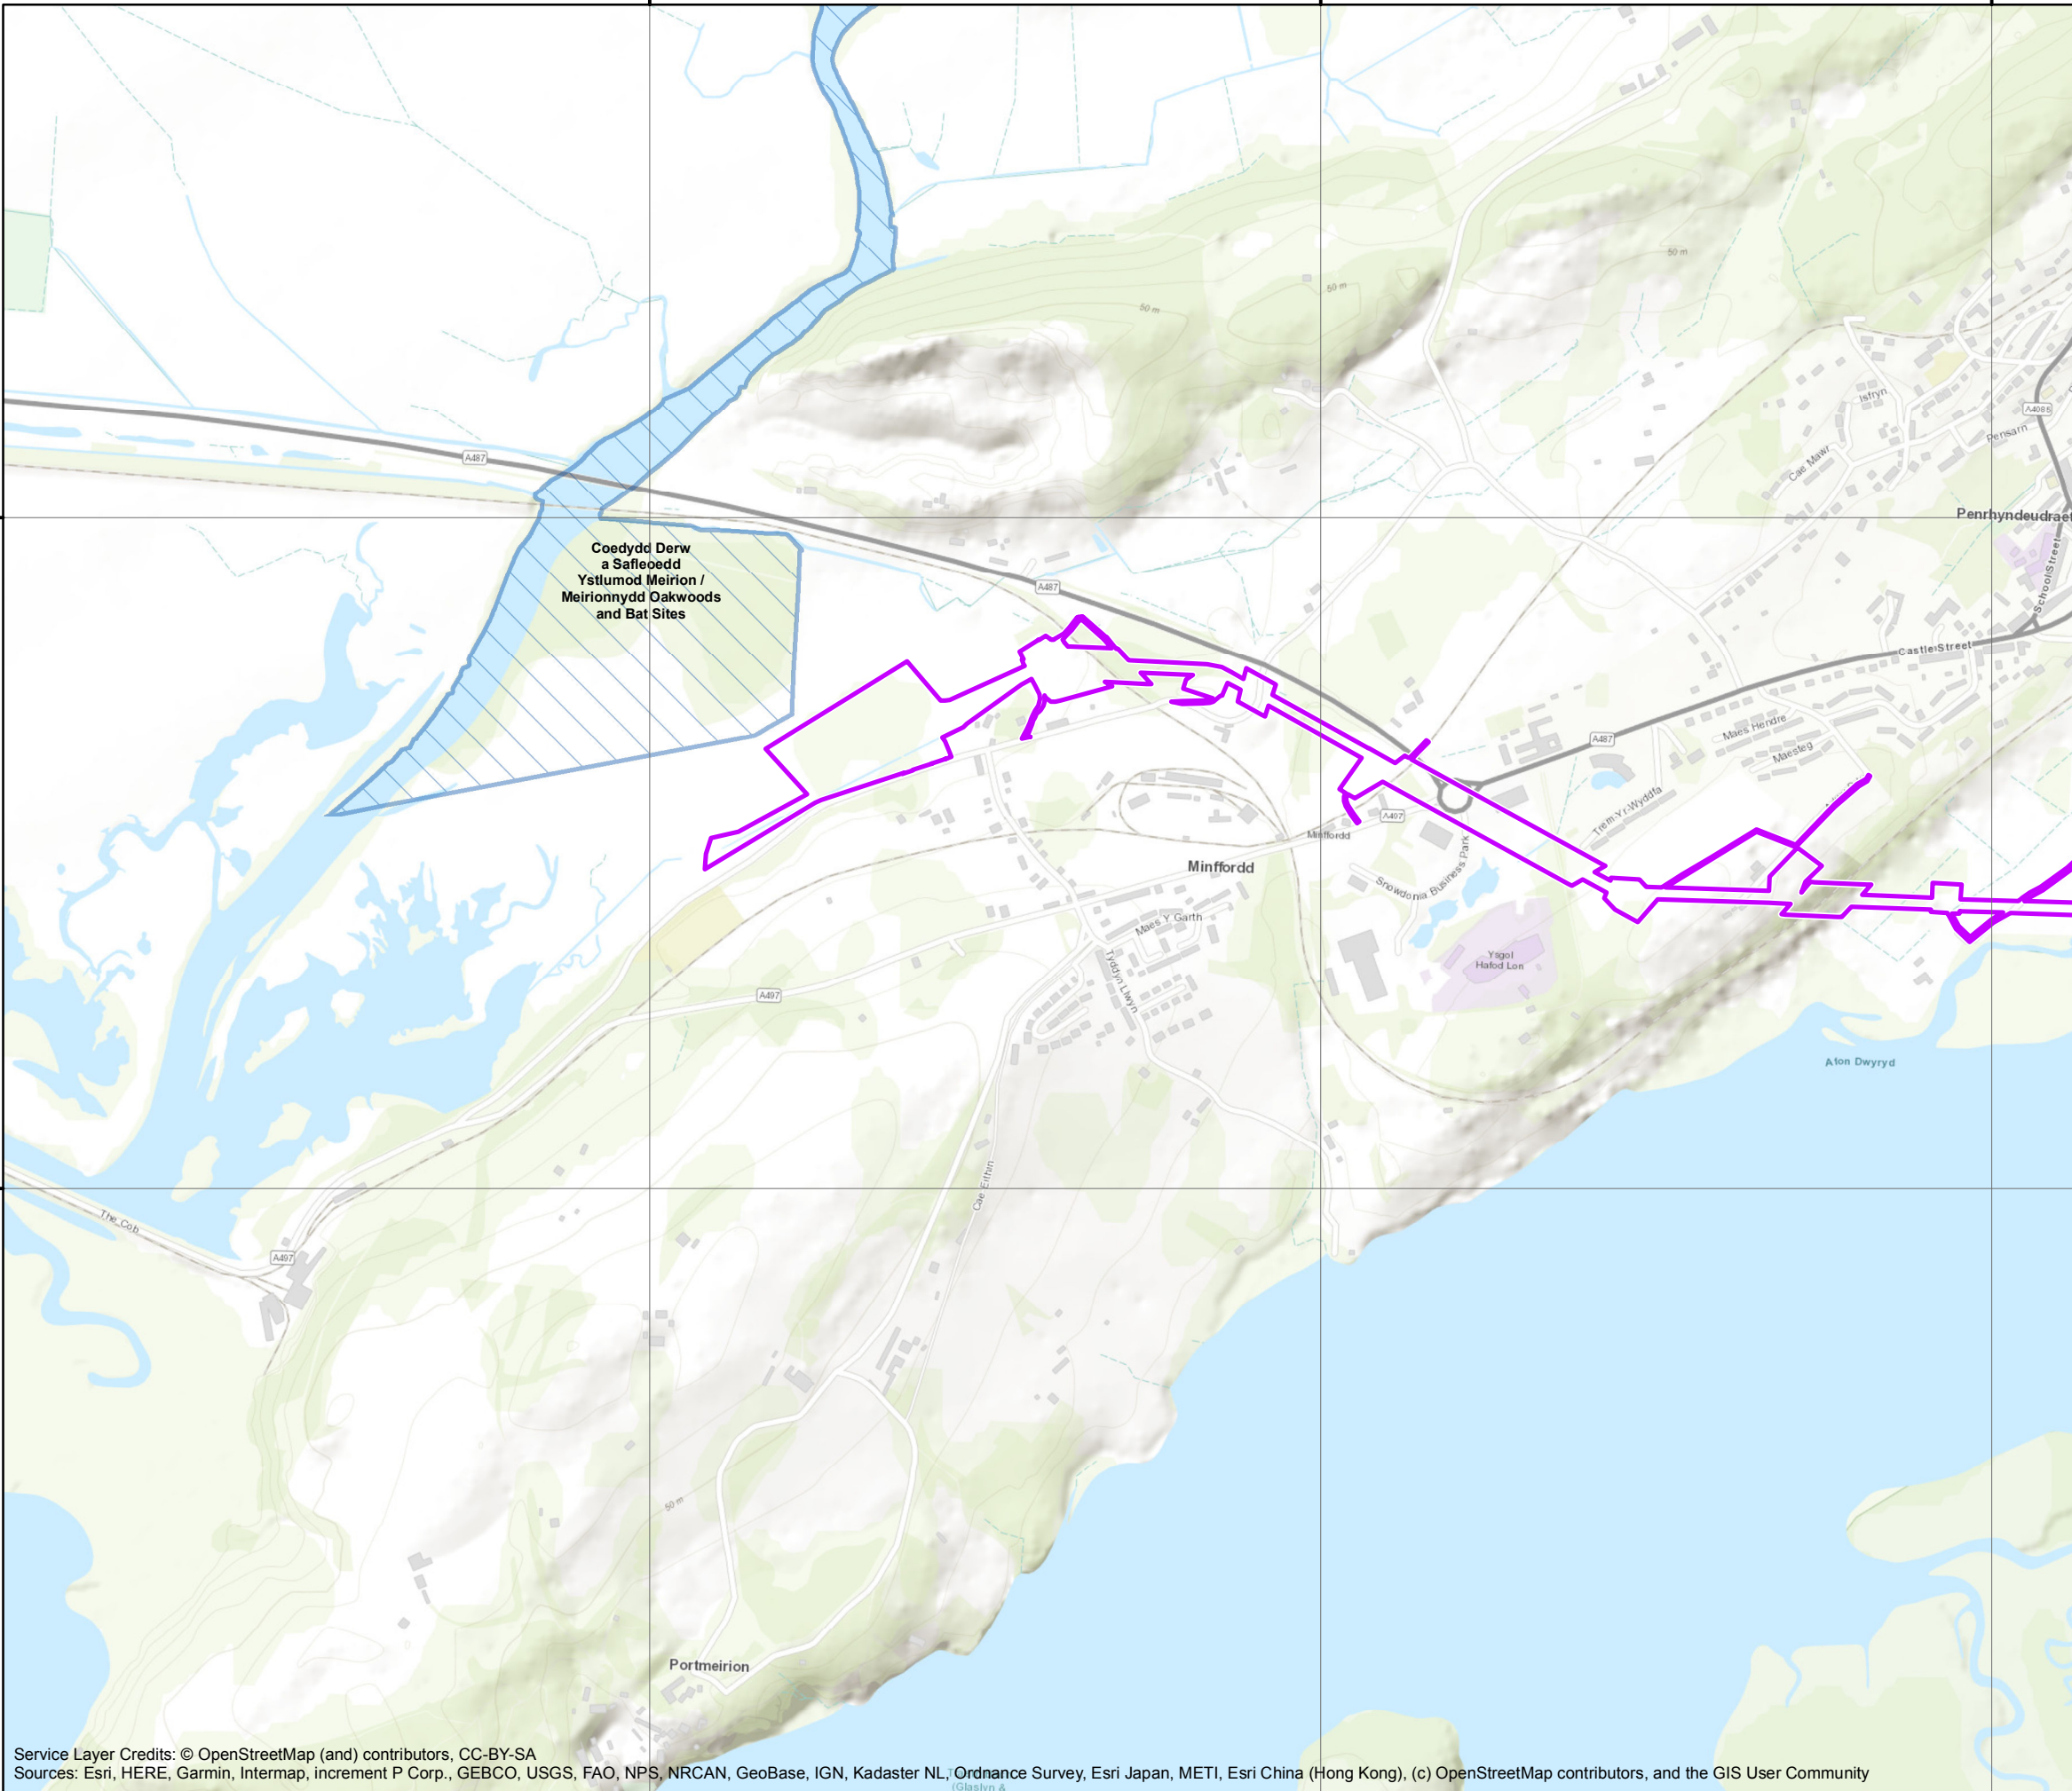 50 m
50 m
50 m
Isfryn
A4085
Pensarn
Cae Mawr
A487
Penrhyndeudraet
School Street
Coedydd Derw
a Safleoedd
Ystlumod Meirion /
Meirionnydd Oakwoods
and Bat Sites
A487
Castle Street
Maes Hendre
A487
Maesteg
Trem-Yr-Wyddfa
A497
Minffordd
Minffordd
Snowdonia Business Park
Maes Y Garth
Ysgol
Hafod Lon
Tyddyn Llwyn
A497
Afon Dwyryd
Cae Eithin
The Cob
A497
50 m
Portmeirion
Service Layer Credits: © OpenStreetMap (and) contributors, CC-BY-SA
Sources: Esri, HERE, Garmin, Intermap, increment P Corp., GEBCO, USGS, FAO, NPS, NRCAN, GeoBase, IGN, Kadaster NL, Ordnance Survey, Esri Japan, METI, Esri China (Hong Kong), (c) OpenStreetMap contributors, and the GIS User Community
(Glaslyn &